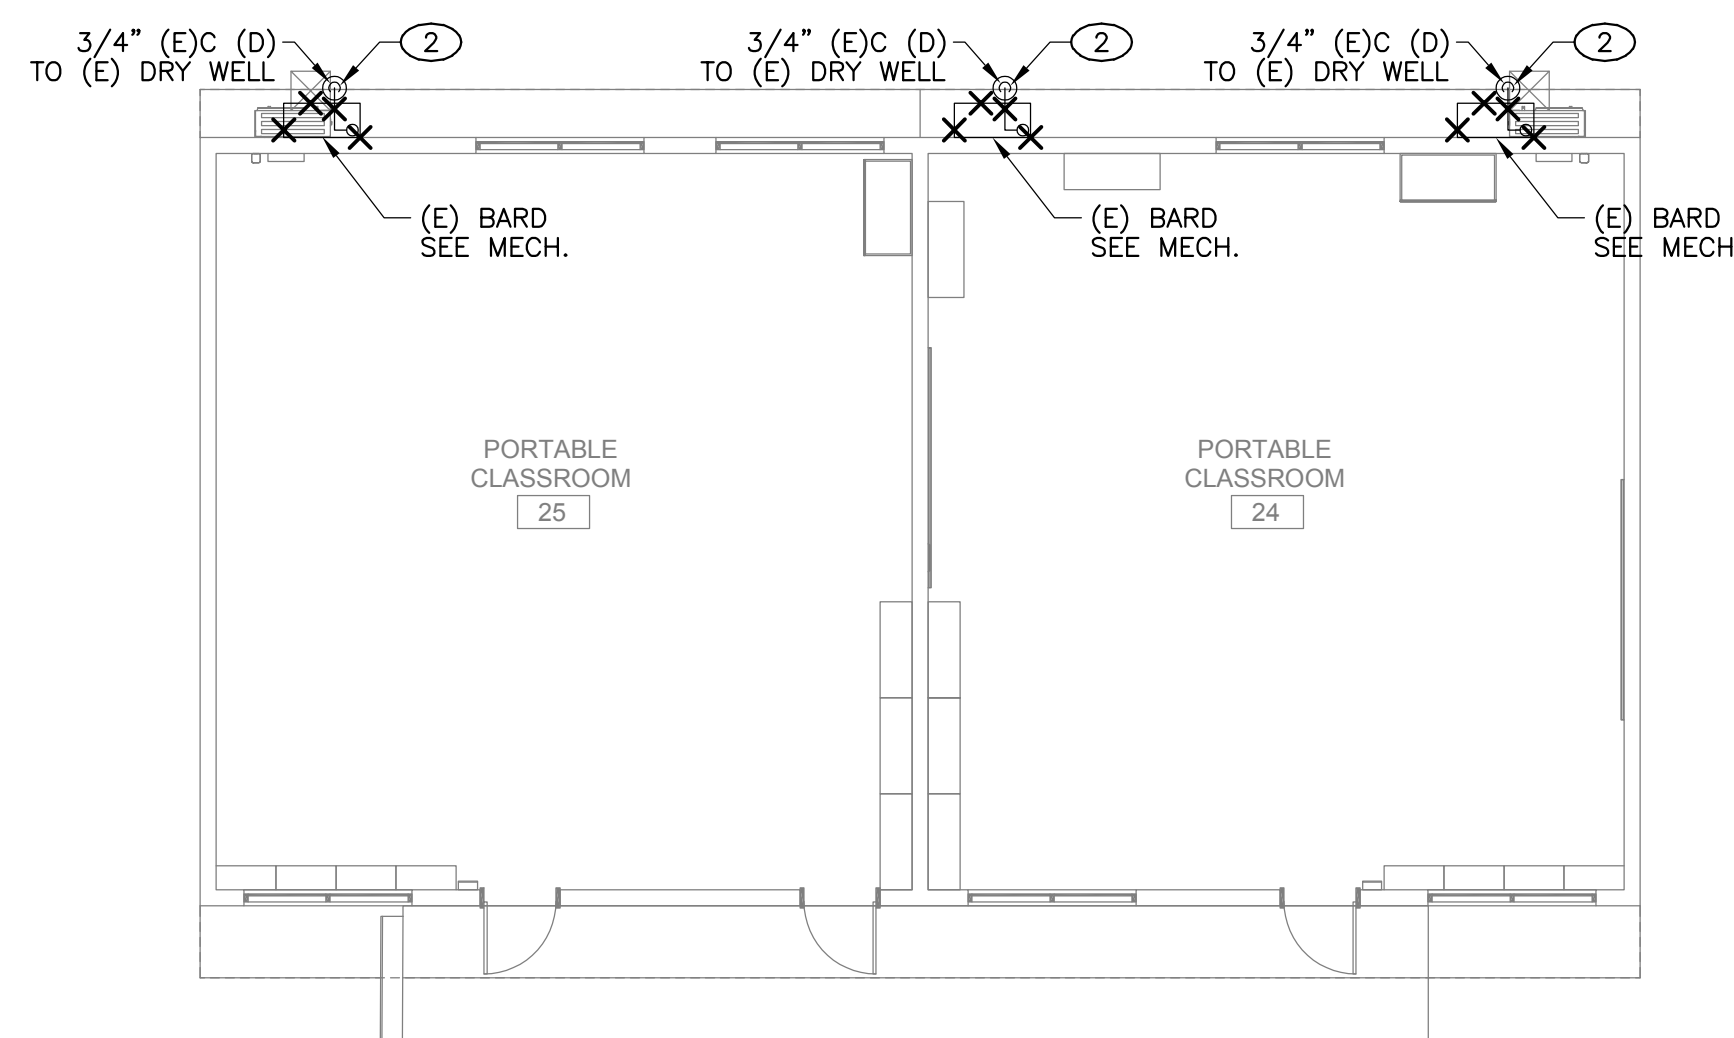 3/4” (E)C (D)
TO (E) DRY WELL
2
3/4” (E)C (D)
TO (E) DRY WELL
2
3/4” (E)C (D)
TO (E) DRY WELL
2
(E) BARD
SEE MECH.
(E) BARD
SEE MECH.
(E) BARD
SEE MECH
PORTABLE
CLASSROOM
25
PORTABLE
CLASSROOM
24